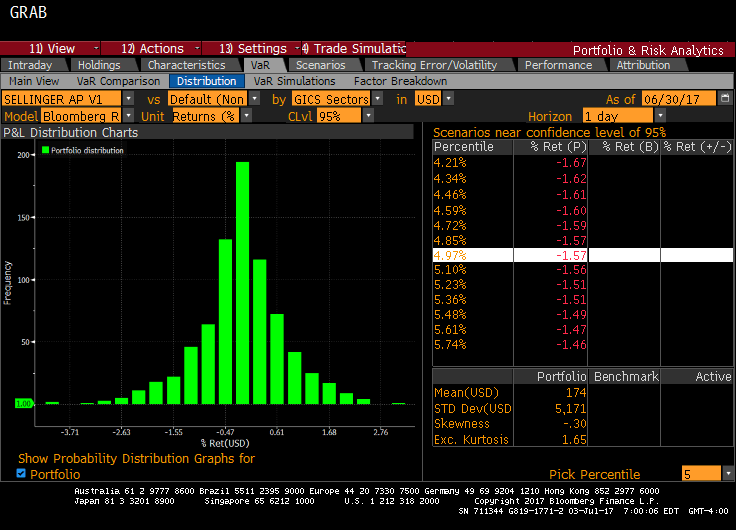 GRAB
11) View 12) Actions 13) Settings 4) Trade Simulatic Portfolio & Risk Analytics
Intraday Holdings Characteristics VaR Scenarios Tracking Error/Volatility Performance Attribution
Main View VaR Comparison Distribution VaR Simulations Factor Breakdown
SELLINGER AP V1 vs Default (Non by GICS Sectors in USD As of 06/30/17
Model Bloomberg R Unit Returns (% CLvl 95% Horizon 1 day
P&L Distribution Charts
Portfolio distribution
200
150
100
50
1.00
Frequency
-3.71 -2.63 -1.55 -0.47 0.61 1.68 2.76
% Ret(USD)
Show Probability Distribution Graphs for
Portfolio
Scenarios near confidence level of 95%
Percentile % Ret (P) % Ret (B) % Ret (+/-)
4.21% -1.67
4.34% -1.62
4.46% -1.61
4.59% -1.60
4.72% -1.59
4.85% -1.57
4.97% -1.57
5.10% -1.56
5.23% -1.51
5.36% -1.51
5.48% -1.49
5.61% -1.47
5.74% -1.46
Portfolio Benchmark Active
Mean(USD) 174
STD Dev(USD 5,171
Skewness -.30
Exc. Kurtosis 1.65
Pick Percentile 5
Australia 61 2 9777 8600 Brazil 5511 2395 9000 Europe 44 20 7330 7500 Germany 49 69 9204 1210 Hong Kong 852 2977 6000
Japan 81 3 3201 8900 Singapore 65 6212 1000 U.S. 1 212 318 2000 Copyright 2017 Bloomberg Finance L.P.
SN 711344 G819-1771-2 03-Jul-17 7:00:06 EDT GMT-4:00